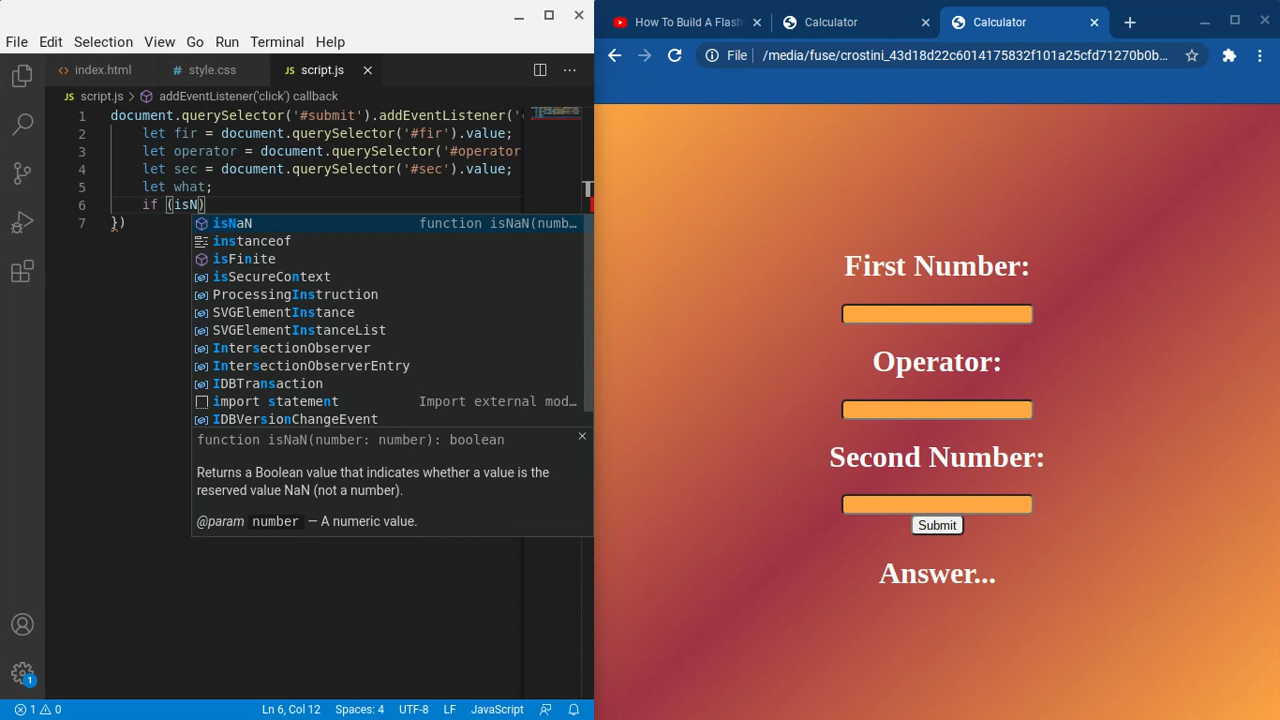 File Edit Selection View Go Run Terminal Help
index.html style.css JS script.js
JS script.js > addEventListener('click') callback
1 document.querySelector('#submit').addEventListener('
2 let fir = document.querySelector('#fir').value;
3 let operator = document.querySelector('#operator
4 let sec = document.querySelector('#sec').value;
5 let what;
6 if (isN)
7 })
isNaN function isNaN(numb…
instanceof
isFinite
isSecureContext
ProcessingInstruction
SVGElementInstance
SVGElementInstanceList
IntersectionObserver
IntersectionObserverEntry
IDBTransaction
import statement Import external mod…
IDBVersionChangeEvent
function isNaN(number: number): boolean
Returns a Boolean value that indicates whether a value is the
reserved value NaN (not a number).
@param number — A numeric value.
1
1 0 Ln 6, Col 12 Spaces: 4 UTF-8 LF JavaScript
How To Build A Flash Calculator Calculator
File /media/fuse/crostini_43d18d22c6014175832f101a25cfd71270b0b…
First Number:
Operator:
Second Number:
Submit
Answer...